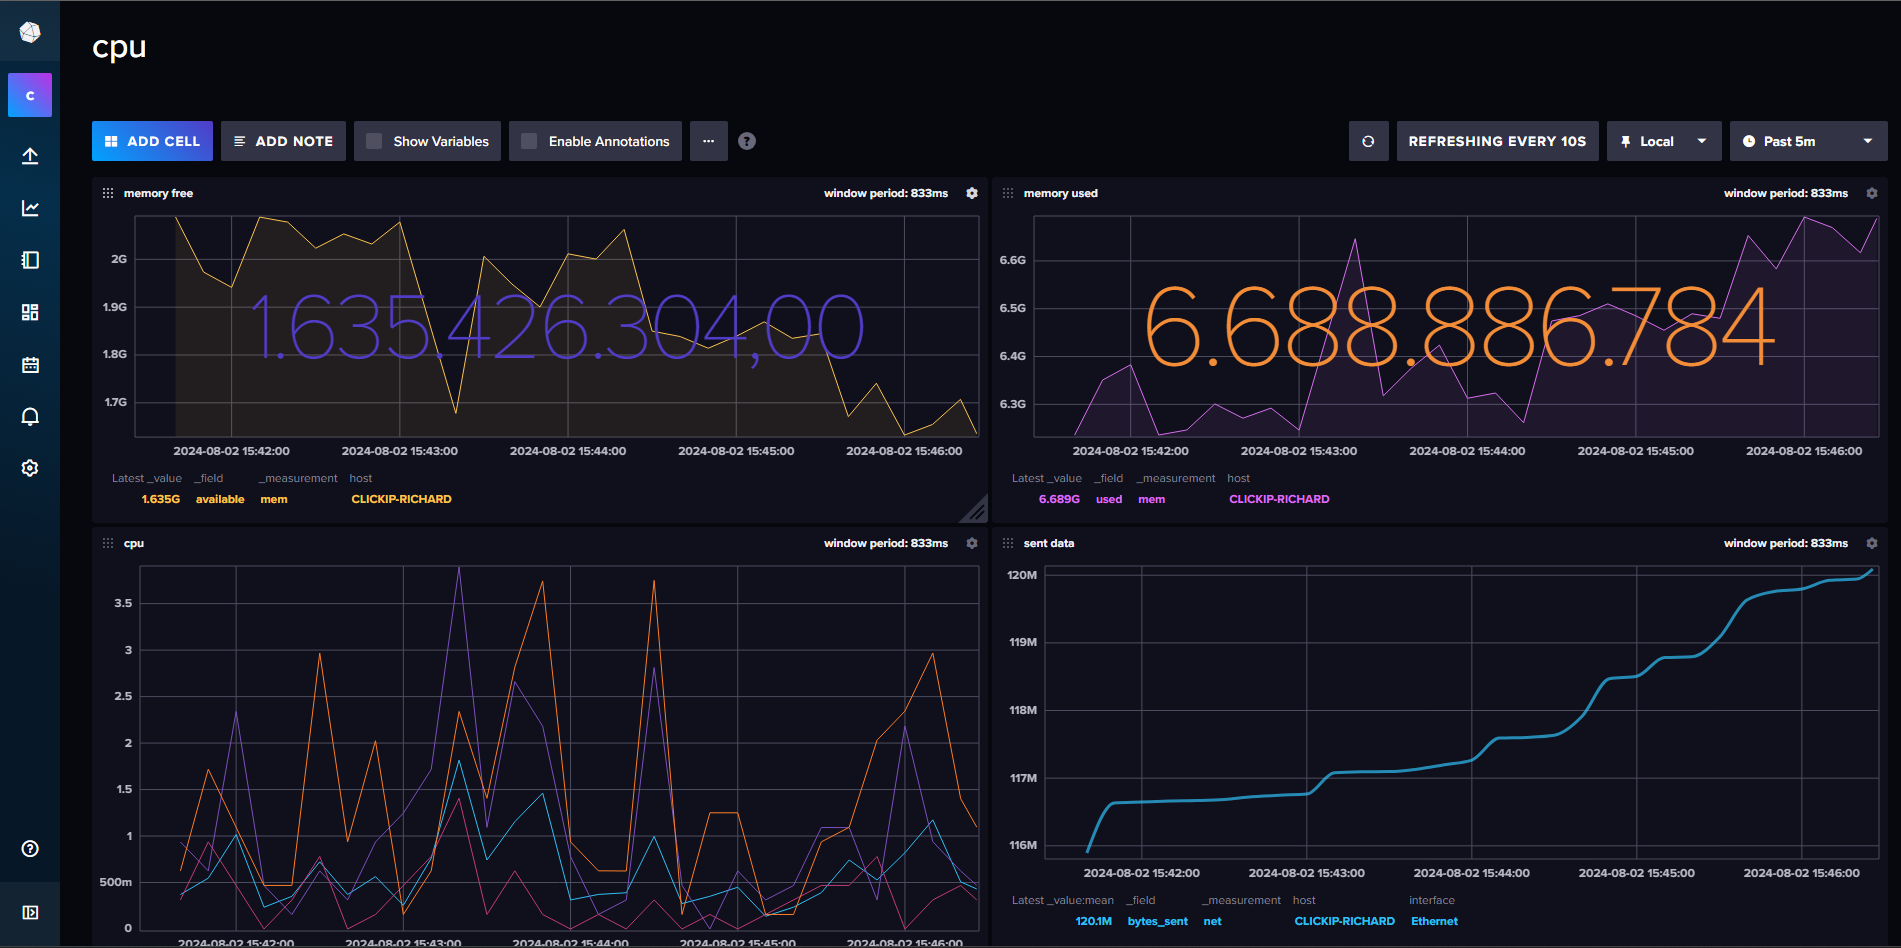 cpu
C
ADD CELL
ADD NOTE
Show Variables
Enable Annotations
...
?
REFRESHING EVERY 10S
Local
Past 5m
memory free
window period: 833ms
2G
1.9G
1.8G
1.7G
1.635.426.304,00
2024-08-02 15:42:00 2024-08-02 15:43:00 2024-08-02 15:44:00 2024-08-02 15:45:00 2024-08-02 15:46:00
Latest _value _field _measurement host
1.635G available mem CLICKIP-RICHARD
memory used
window period: 833ms
6.6G
6.5G
6.4G
6.3G
6.688.886.784
2024-08-02 15:42:00 2024-08-02 15:43:00 2024-08-02 15:44:00 2024-08-02 15:45:00 2024-08-02 15:46:00
Latest _value _field _measurement host
6.689G used mem CLICKIP-RICHARD
cpu
window period: 833ms
3.5
3
2.5
2
1.5
1
500m
0
2024-08-02 15:42:00 2024-08-02 15:43:00 2024-08-02 15:44:00 2024-08-02 15:45:00 2024-08-02 15:46:00
sent data
window period: 833ms
120M
119M
118M
117M
116M
2024-08-02 15:42:00 2024-08-02 15:43:00 2024-08-02 15:44:00 2024-08-02 15:45:00 2024-08-02 15:46:00
Latest _value:mean _field _measurement host interface
120.1M bytes_sent net CLICKIP-RICHARD Ethernet